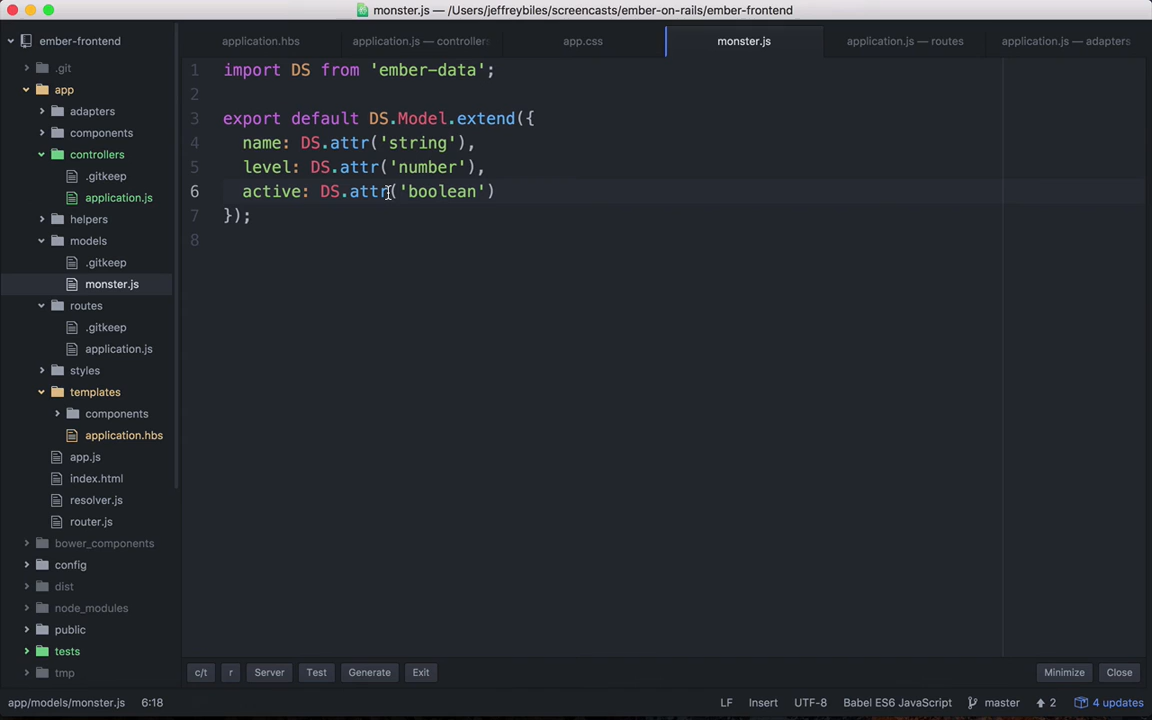 monster.js — /Users/jeffreybiles/screencasts/ember-on-rails/ember-frontend
ember-frontend
application.hbs
application.js — controllers
app.css
monster.js
application.js — routes
application.js — adapters
.git
app
adapters
components
controllers
.gitkeep
application.js
helpers
models
.gitkeep
monster.js
routes
.gitkeep
application.js
styles
templates
components
application.hbs
app.js
index.html
resolver.js
router.js
bower_components
config
dist
node_modules
public
tests
tmp
1 import DS from 'ember-data';
2
3 export default DS.Model.extend({
4 name: DS.attr('string'),
5 level: DS.attr('number'),
6 active: DS.attr('boolean')
7 });
8
c/t r Server Test Generate Exit Minimize Close
app/models/monster.js 6:18 LF Insert UTF-8 Babel ES6 JavaScript master 2 4 updates